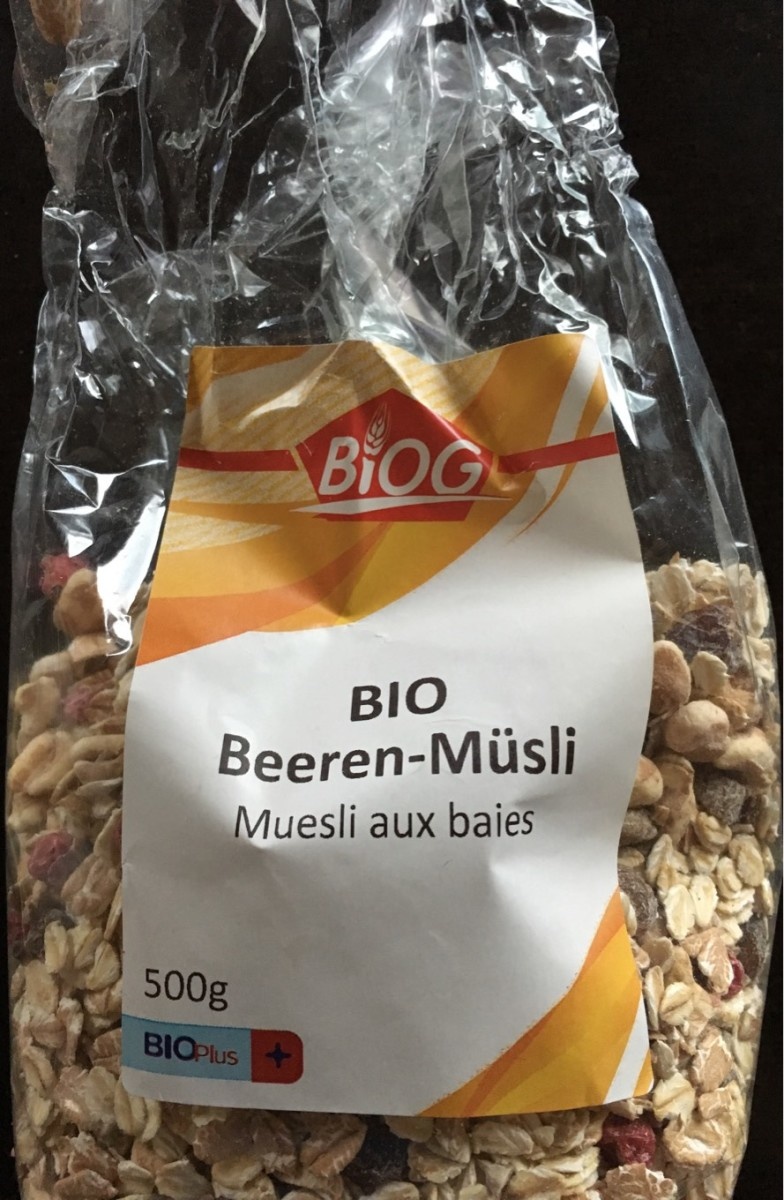 BiOG
BIO
Beeren-Müsli
Muesli aux baies
500g
BIOPlus